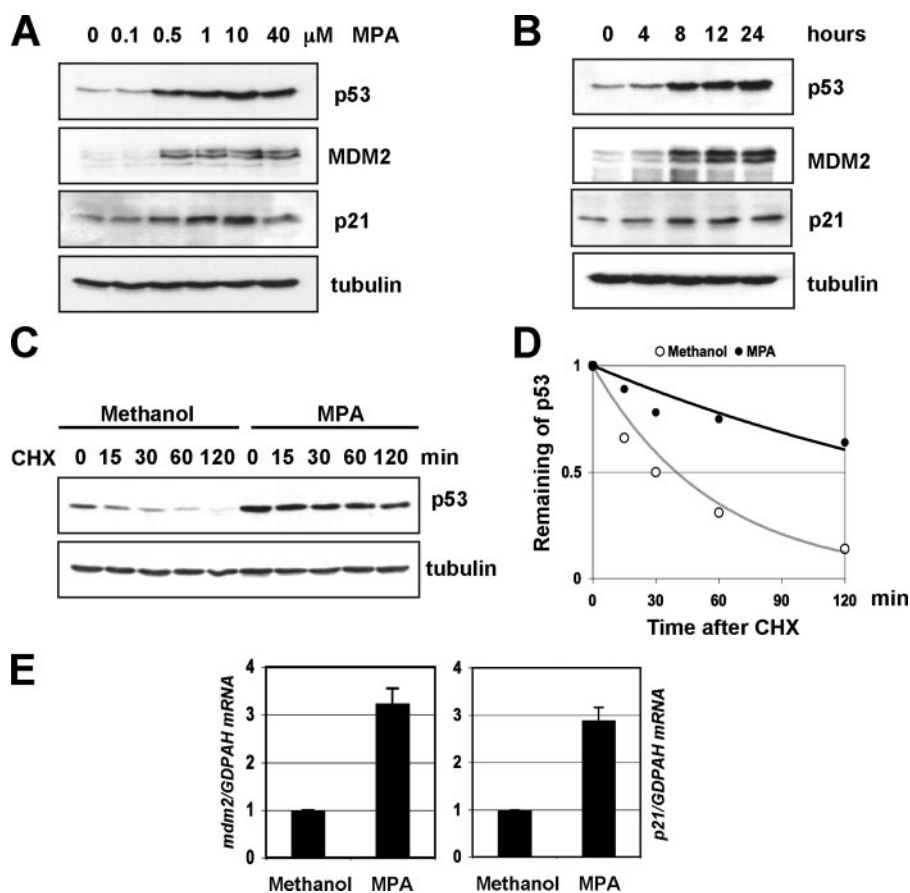 A
0 0.1 0.5 1 10 40 µM MPA
p53
MDM2
p21
tubulin
B
0 4 8 12 24 hours
p53
MDM2
p21
tubulin
C
Methanol MPA
CHX 0 15 30 60 120 0 15 30 60 120 min
p53
tubulin
D
Methanol MPA
Remaining of p53
1
0.5
0
0 30 60 90 120 min
Time after CHX
E
mdm2/GDPAH mRNA
4
3
2
1
0
Methanol MPA
4
3
2
1
0
Methanol MPA
p21/GDPAH mRNA